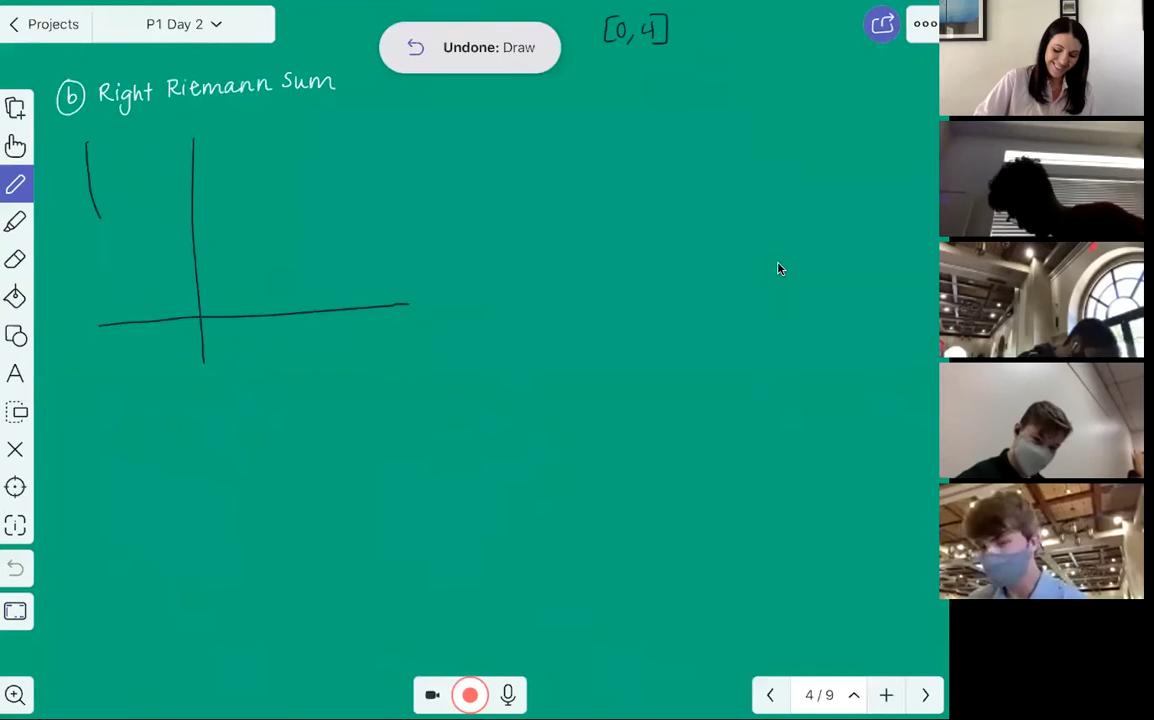 Projects
P1 Day 2
Undone: Draw
[0,4]
ⓑ Right Riemann Sum
4 / 9